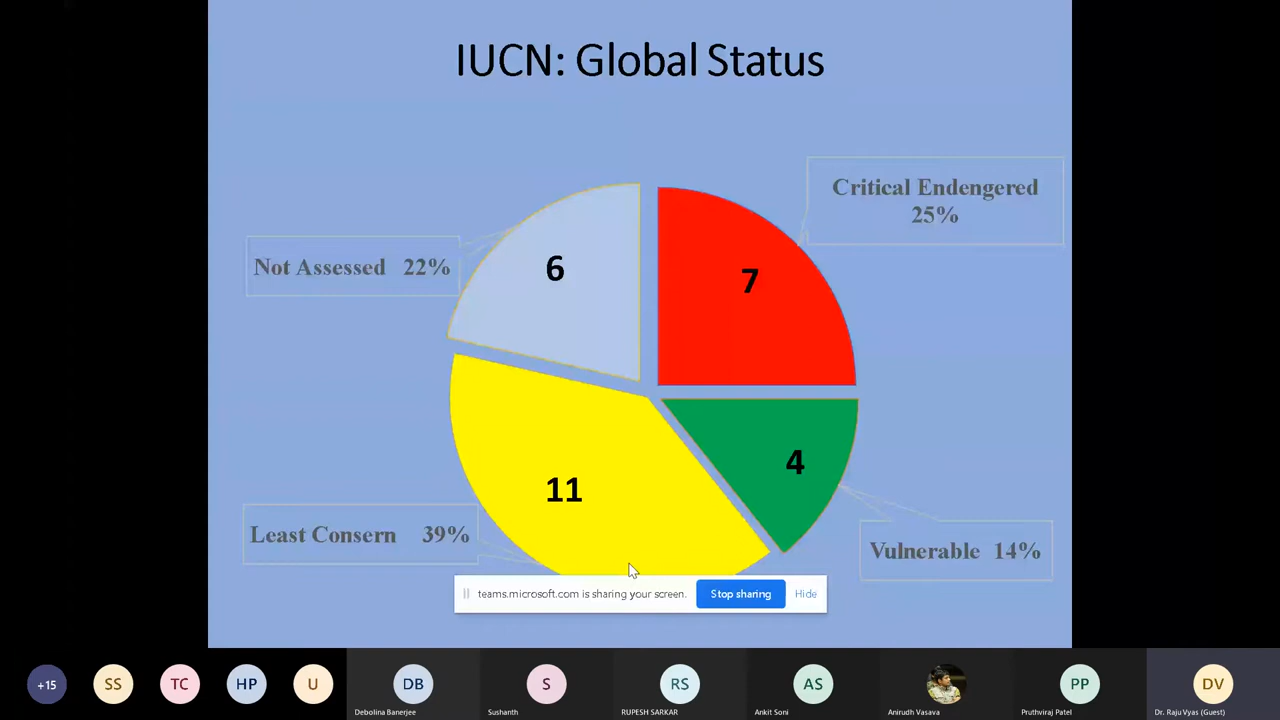 IUCN: Global Status
Critical Endengered
25%
Not Assessed 22%
6
7
4
11
Least Consern 39%
Vulnerable 14%
teams.microsoft.com is sharing your screen.
Stop sharing
Hide
+15
SS
TC
HP
U
DB
Debolina Banerjee
S
Sushanth
RS
RUPESH SARKAR
AS
Ankit Soni
Anirudh Vasava
PP
Pruthviraj Patel
DV
Dr. Raju Vyas (Guest)